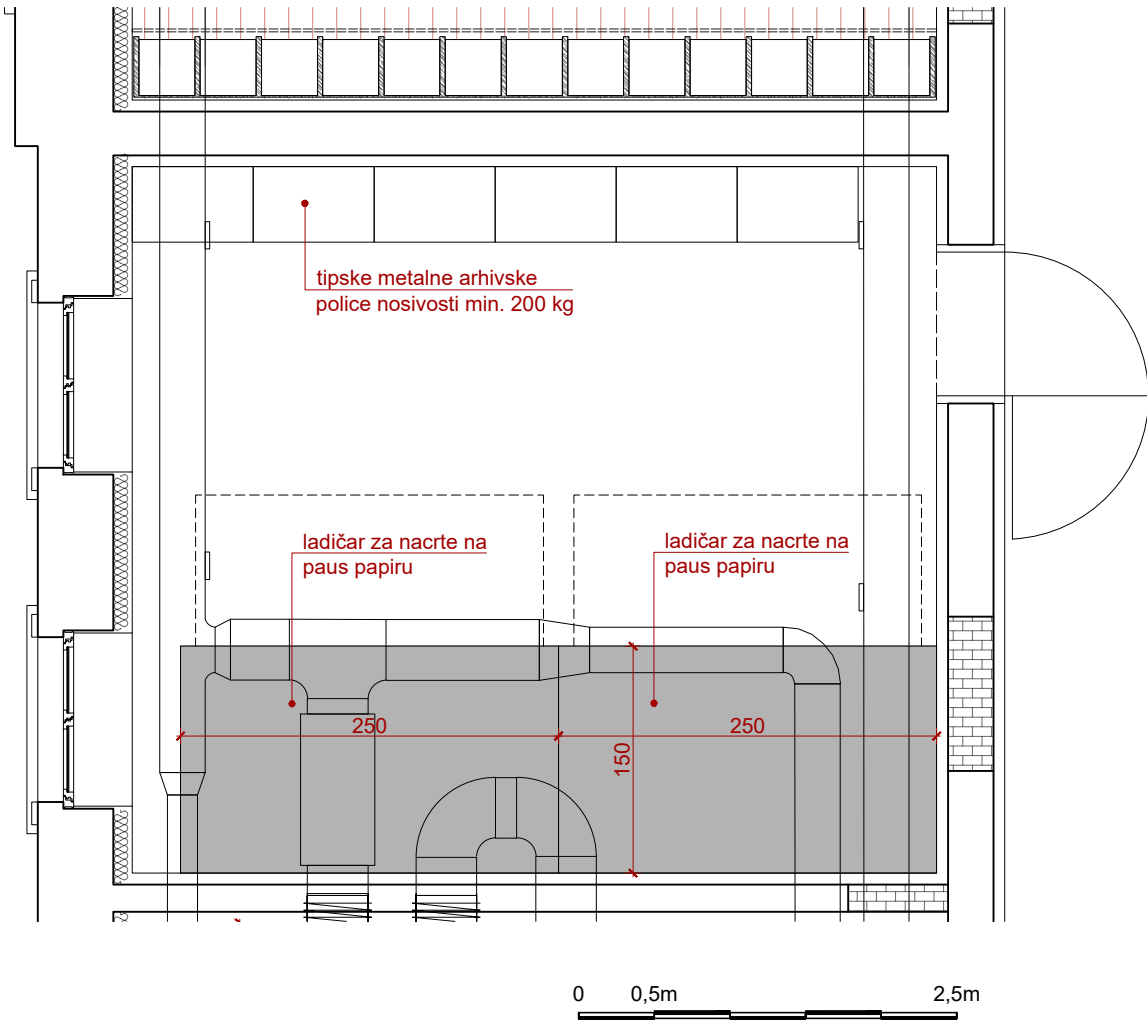 tipske metalne arhivske
police nosivosti min. 200 kg
ladičar za nacrte na
paus papiru
ladičar za nacrte na
paus papiru
250
250
150
0
0,5m
2,5m